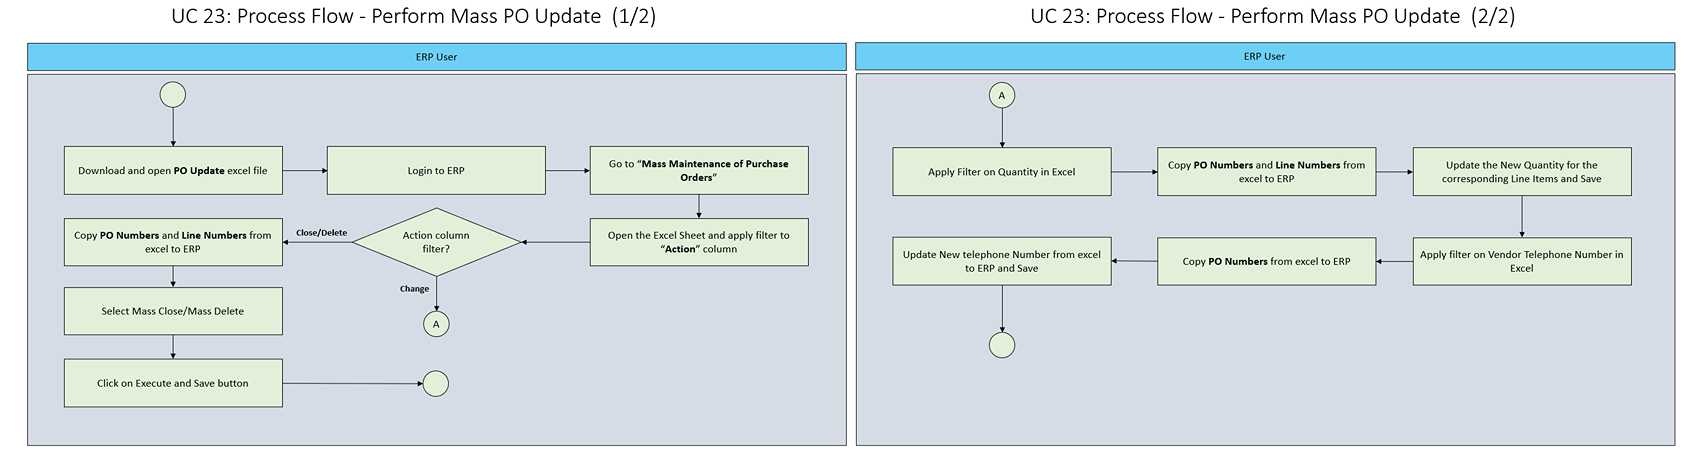 UC 23: Process Flow - Perform Mass PO Update (1/2)
ERP User
Download and open PO Update excel file
Login to ERP
Go to “Mass Maintenance of Purchase
Orders”
Open the Excel Sheet and apply filter to
“Action” column
Action column
filter?
Close/Delete
Change
Copy PO Numbers and Line Numbers from
excel to ERP
Select Mass Close/Mass Delete
A
Click on Execute and Save button
UC 23: Process Flow - Perform Mass PO Update (2/2)
ERP User
A
Apply Filter on Quantity in Excel
Copy PO Numbers and Line Numbers from
excel to ERP
Update the New Quantity for the
corresponding Line Items and Save
Apply filter on Vendor Telephone Number in
Excel
Copy PO Numbers from excel to ERP
Update New telephone Number from excel
to ERP and Save